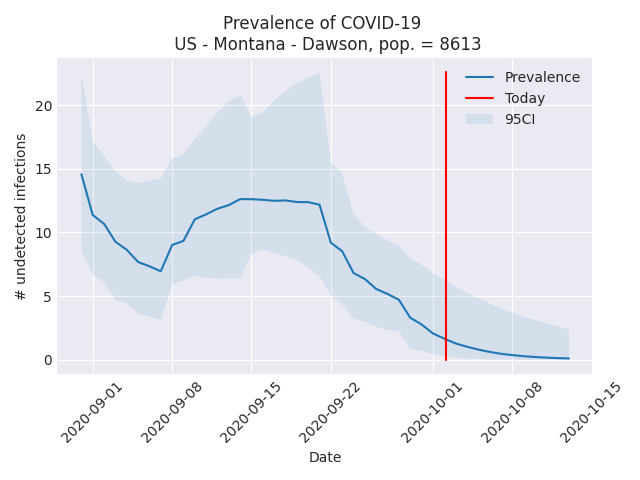 Prevalence of COVID-19
US - Montana - Dawson, pop. = 8613
Prevalence
Today
95CI
# undetected infections
20
15
10
5
0
2020-09-01
2020-09-08
2020-09-15
2020-09-22
2020-10-01
2020-10-08
2020-10-15
Date